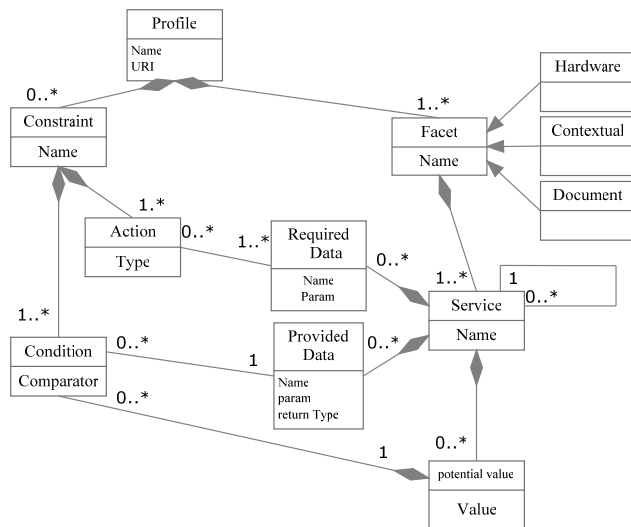 Profile
Name
URI
0..*
1..*
Hardware
Constraint
Name
Facet
Name
Contextual
Document
1.*
Action
Type
0..*
1..*
Required
Data
Name
Param
0..*
1..*
1
0..*
Service
Name
1..*
Condition
Comparator
0..*
1
Provided
Data
Name
param
return Type
0..*
0..*
1
0..*
potential value
Value